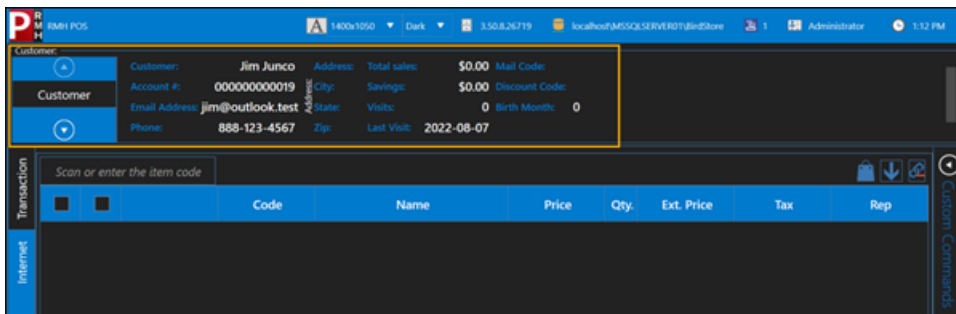 P RMH RMH POS A 1400x1050 Dark 3.50.8.26719 localhost\MSSQLSERVER01\BirdStore 1 Administrator 1:12 PM
Customer:
Customer: Jim Junco Address: Total sales: $0.00 Mail Code:
Customer Account #: 000000000019 Address: City: Savings: $0.00 Discount Code:
Email Address: jim@outlook.test State: Visits: 0 Birth Month: 0
Phone: 888-123-4567 Zip: Last Visit: 2022-08-07
Transaction
Scan or enter the item code
Code Name Price Qty. Ext. Price Tax Rep
Internet
Custom Commands